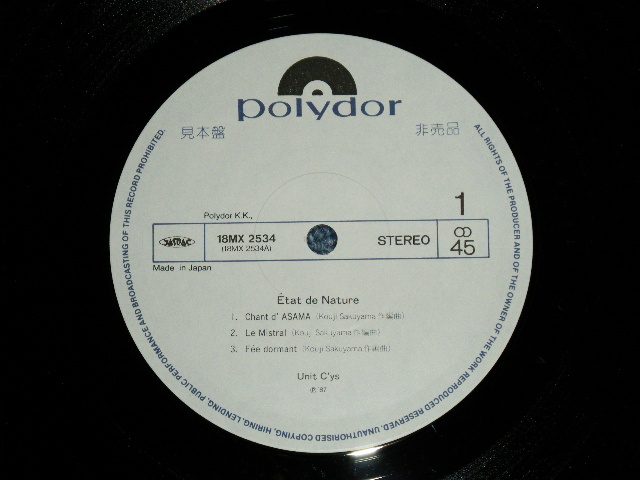 polydor
見本盤
非売品
Polydor K.K.,
1
JASRAC
18MX 2534
(18MX 2534A)
STEREO
45
Made in Japan
État de Nature
1. Chant d' ASAMA (Kouji Sakuyama 作編曲)
2. Le Mistral (Kouji Sakuyama 作編曲)
3. Fée dormant (Kouji Sakuyama 作編曲)
Unit C'ys
Ⓟ '87
ALL RIGHTS OF THE PRODUCER AND OF THE OWNER OF THE WORK REPRODUCED RESERVED. UNAUTHORISED COPYING, HIRING, LENDING, PUBLIC PERFORMANCE AND BROADCASTING OF THIS RECORD PROHIBITED.